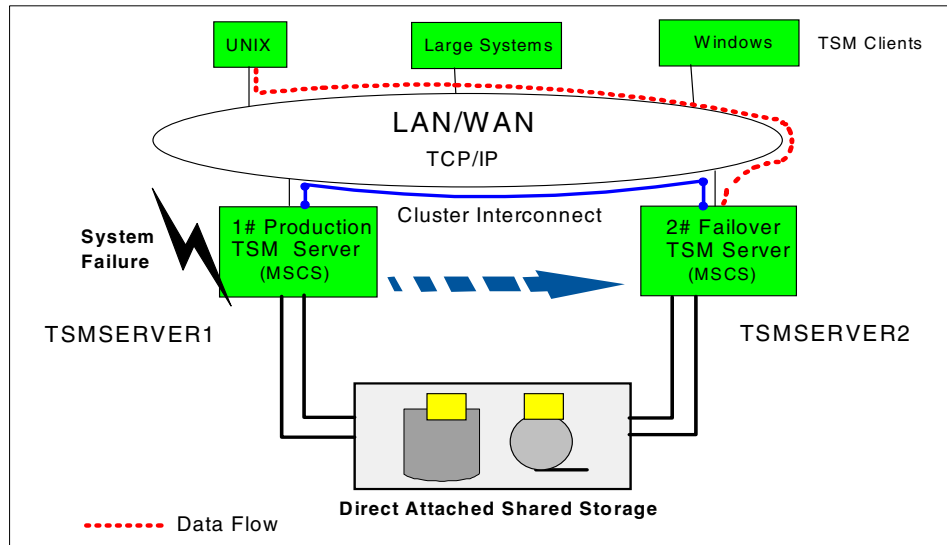 UNIX
Large Systems
Windows
TSM Clients
LAN/WAN
TCP/IP
Cluster Interconnect
System
Failure
1# Production
TSM Server
(MSCS)
2# Failover
TSM Server
(MSCS)
TSMSERVER1
TSMSERVER2
Direct Attached Shared Storage
Data Flow